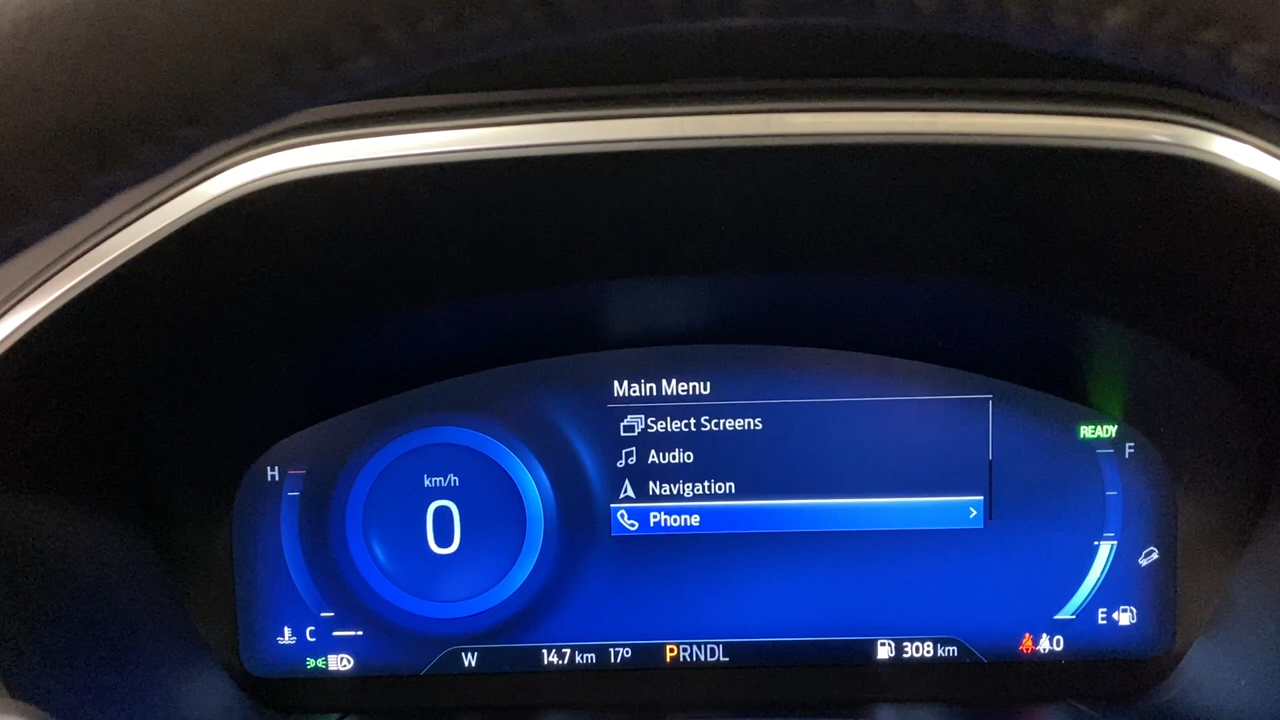 Main Menu
Select Screens
Audio
Navigation
Phone
READY
H
F
km/h
0
C
E
0
W 14.7 km 17° PRNDL 308 km
A